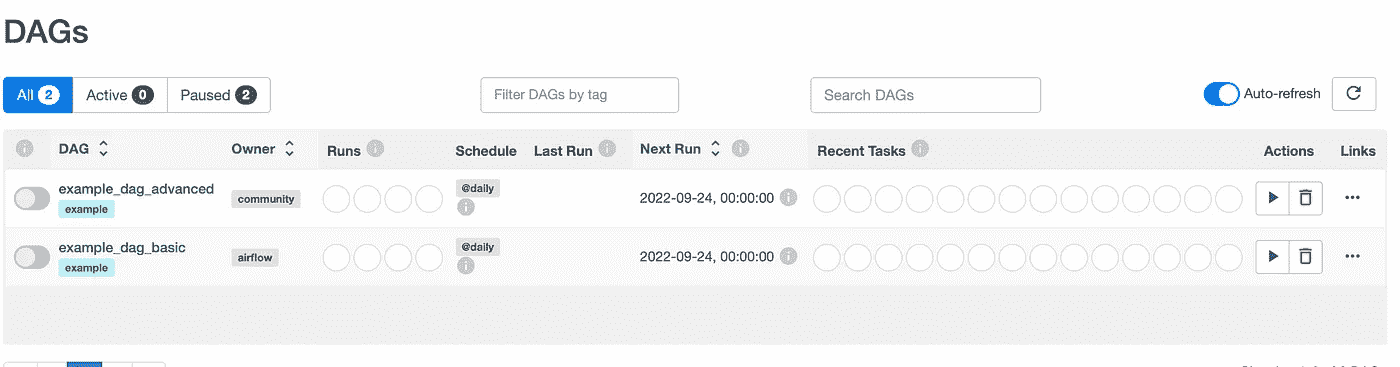 DAGs
All 2 Active 0 Paused 2 Filter DAGs by tag Search DAGs Auto-refresh
i DAG Owner Runs i Schedule Last Run i Next Run i Recent Tasks i Actions Links
example_dag_advanced community @daily i 2022-09-24, 00:00:00 i
example
example_dag_basic airflow @daily i 2022-09-24, 00:00:00 i
example